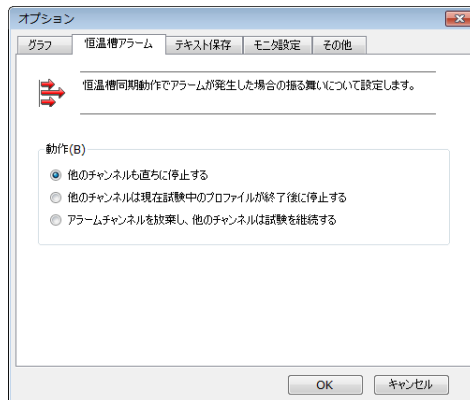 オプション
グラフ
恒温槽アラーム
テキスト保存
モニタ設定
その他
恒温槽同期動作でアラームが発生した場合の振る舞いについて設定します。
動作(B)
他のチャンネルも直ちに停止する
他のチャンネルは現在試験中のプロファイルが終了後に停止する
アラームチャンネルを放棄し、他のチャンネルは試験を継続する
OK
キャンセル